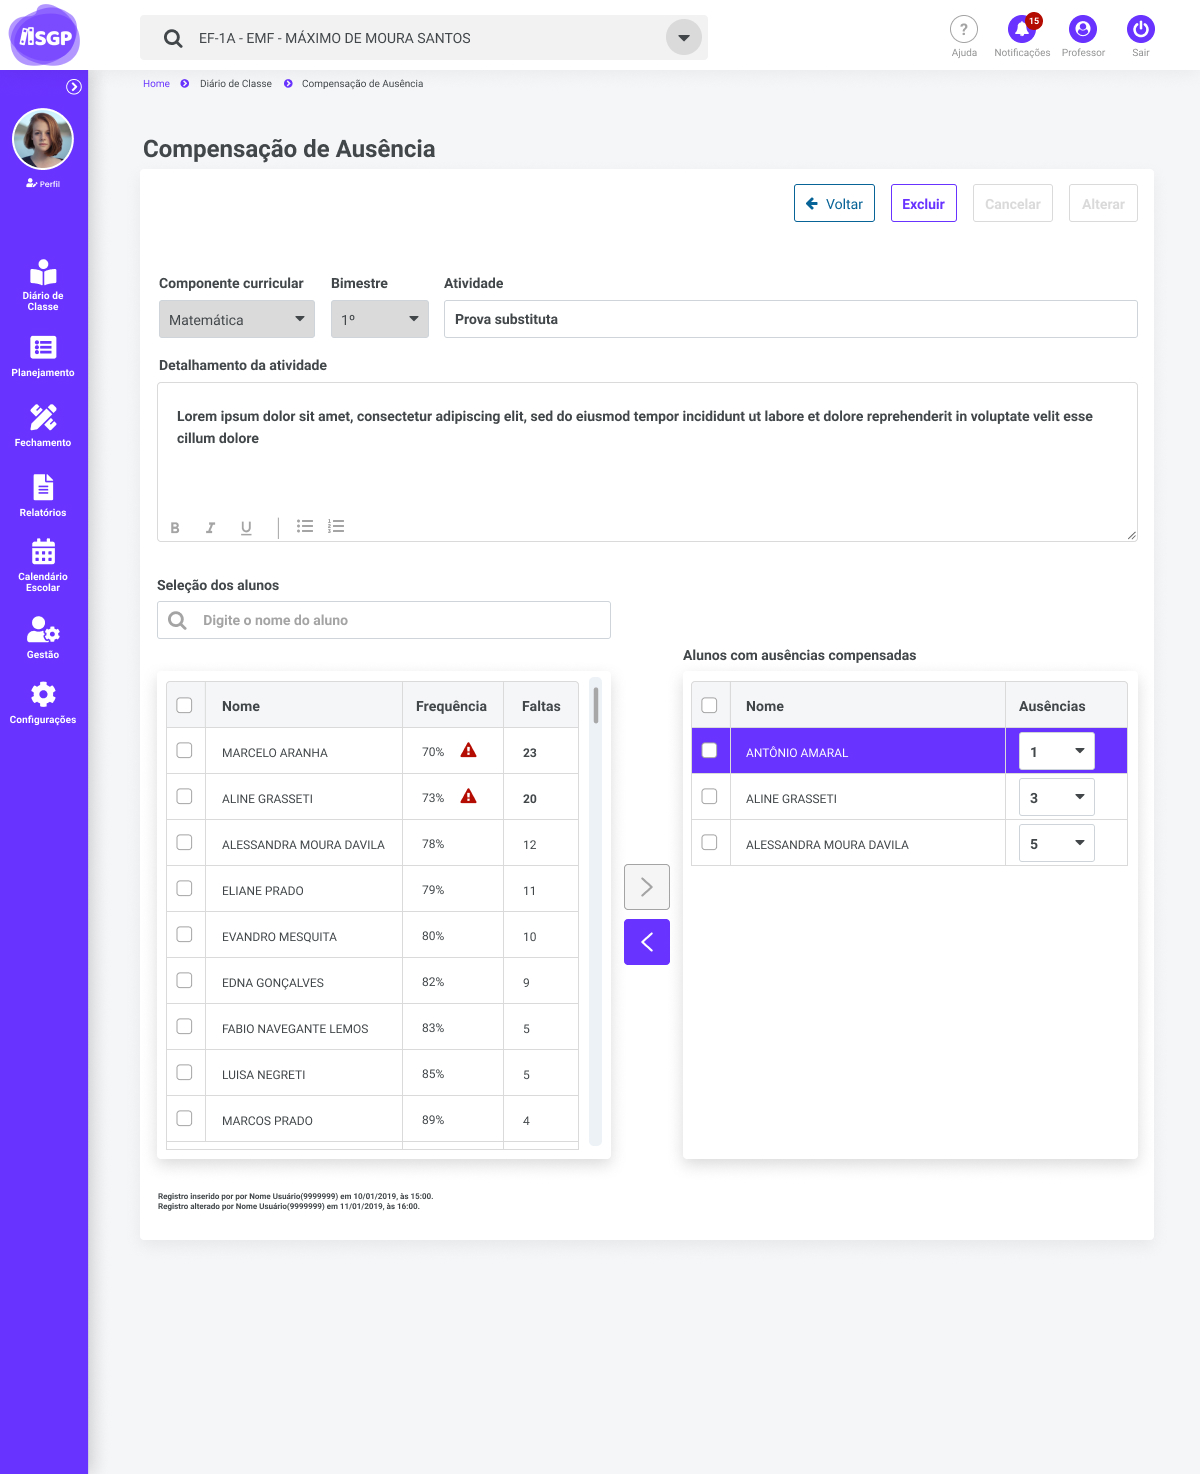 SGP
EF-1A - EMF - MÁXIMO DE MOURA SANTOS
?
15
Ajuda
Notificações
Professor
Sair
Home
Diário de Classe
Compensação de Ausência
Perfil
Diário de
Classe
Planejamento
Fechamento
Relatórios
Calendário
Escolar
Gestão
Configurações
Compensação de Ausência
Voltar
Excluir
Cancelar
Alterar
Componente curricular
Bimestre
Atividade
Matemática
1º
Prova substituta
Detalhamento da atividade
Lorem ipsum dolor sit amet, consectetur adipiscing elit, sed do eiusmod tempor incididunt ut labore et dolore reprehenderit in voluptate velit esse
cillum dolore
B I U
Seleção dos alunos
Digite o nome do aluno
Nome Frequência Faltas
MARCELO ARANHA 70% 23
ALINE GRASSETI 73% 20
ALESSANDRA MOURA DAVILA 78% 12
ELIANE PRADO 79% 11
EVANDRO MESQUITA 80% 10
EDNA GONÇALVES 82% 9
FABIO NAVEGANTE LEMOS 83% 5
LUISA NEGRETI 85% 5
MARCOS PRADO 89% 4
Alunos com ausências compensadas
Nome Ausências
ANTÔNIO AMARAL 1
ALINE GRASSETI 3
ALESSANDRA MOURA DAVILA 5
Registro inserido por por Nome Usuário(9999999) em 10/01/2019, às 15:00.
Registro alterado por Nome Usuário(9999999) em 11/01/2019, às 16:00.